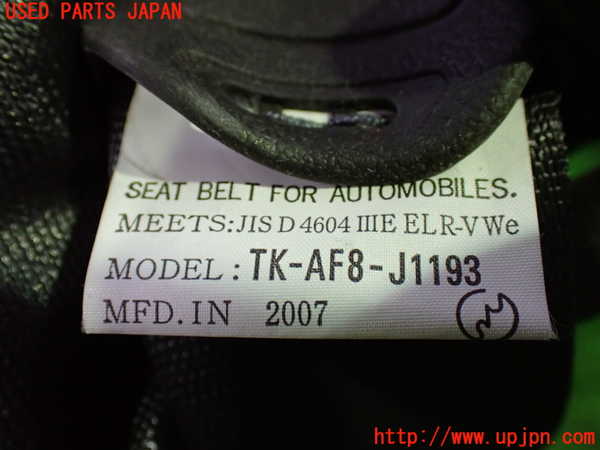 USED PARTS JAPAN
SEAT BELT FOR AUTOMOBILES.
MEETS:JIS D 4604 IIIE ELR-VWe
MODEL : TK-AF8-J1193
MFD. IN 2007
http://www.upjpn.com